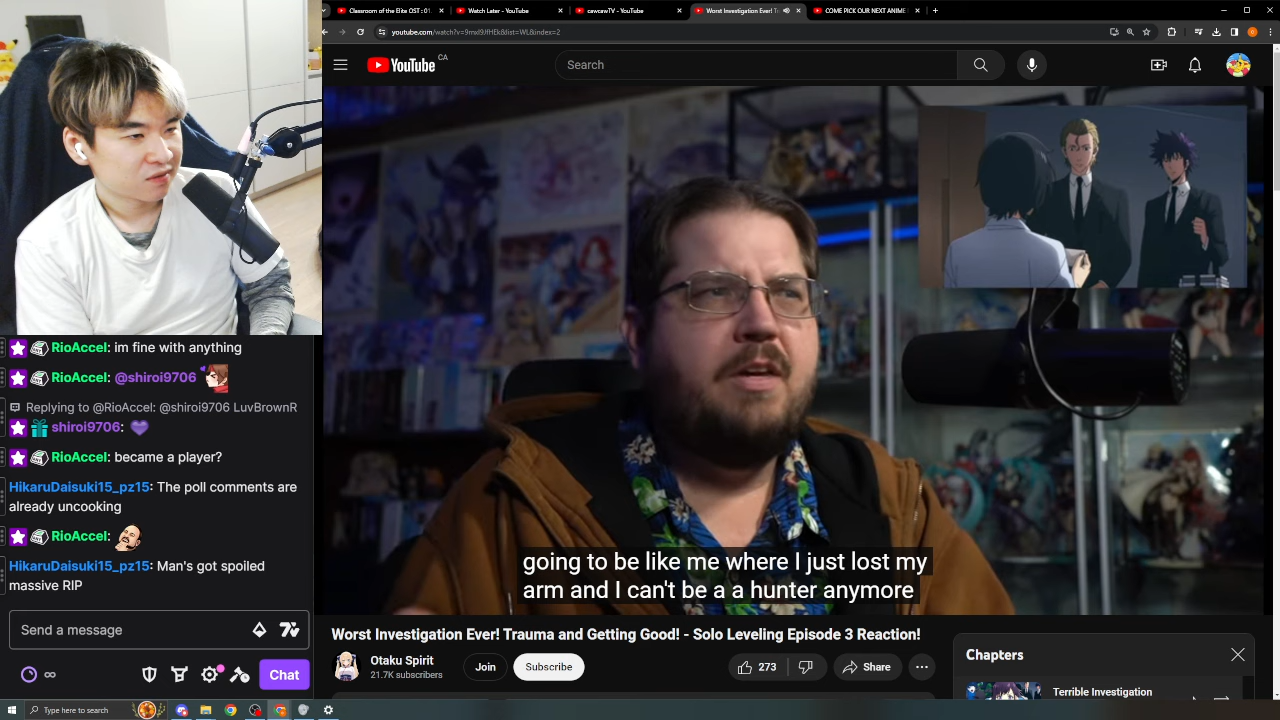 Classroom of the Elite OST : 01.
Watch Later - YouTube
cawcawTV - YouTube
Worst Investigation Ever! Tr
COME PICK OUR NEXT ANIME
youtube.com/watch?v=9mxl9JfHEk&list=WL&index=2
YouTube CA
Search
going to be like me where I just lost my
arm and I can't be a a hunter anymore
Worst Investigation Ever! Trauma and Getting Good! - Solo Leveling Episode 3 Reaction!
Otaku Spirit
21.7K subscribers
Join
Subscribe
273
Share
Chapters
Terrible Investigation
RioAccel: im fine with anything
RioAccel: @shiroi9706
Replying to @RioAccel: @shiroi9706 LuvBrownR
shiroi9706:
RioAccel: became a player?
HikaruDaisuki15_pz15: The poll comments are
already uncooking
RioAccel:
HikaruDaisuki15_pz15: Man's got spoiled
massive RIP
Send a message
Chat
Type here to search